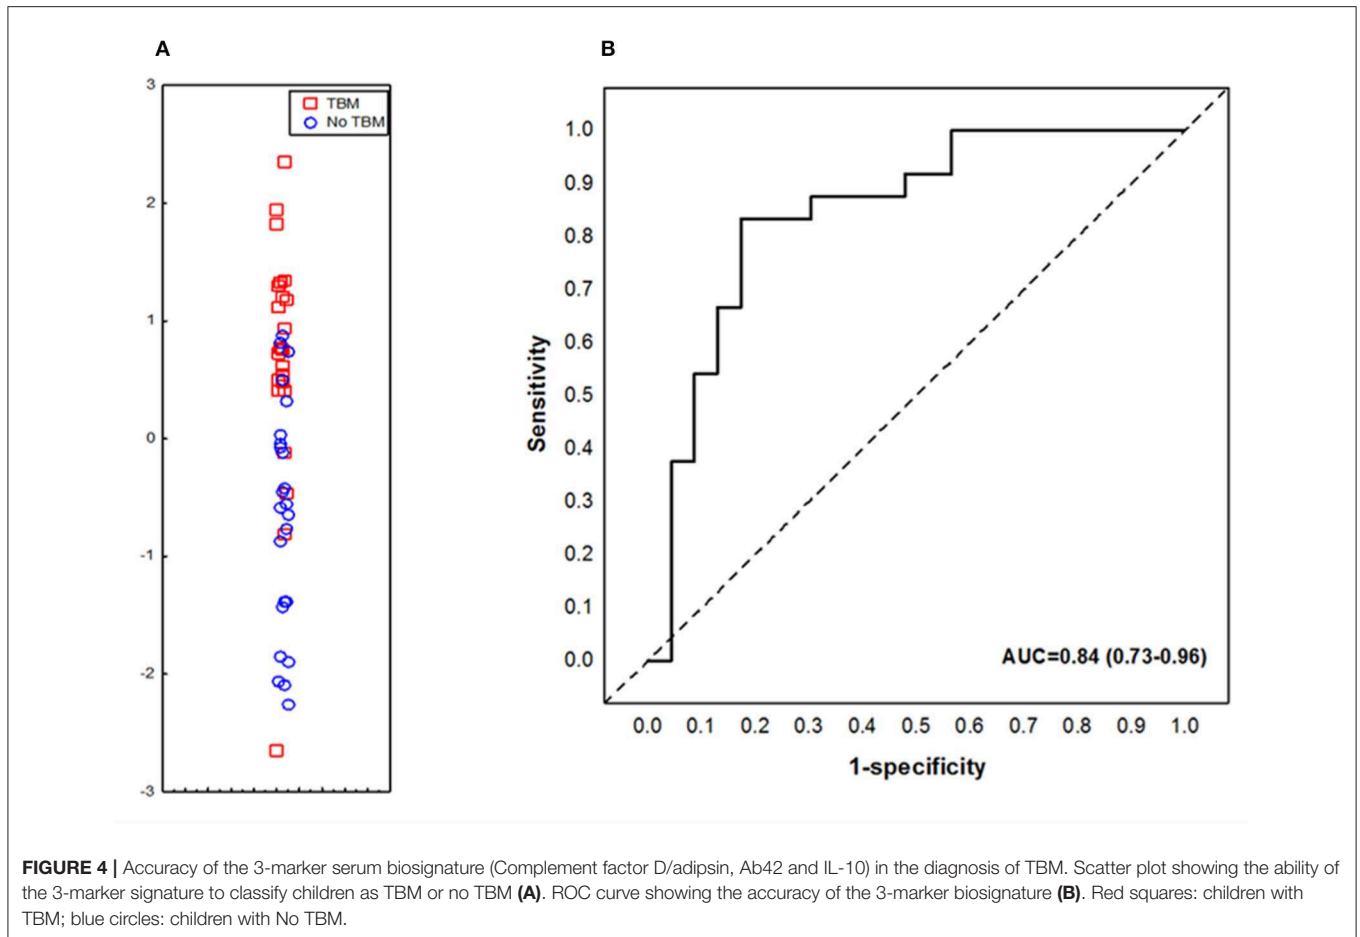 A
B
3
2
1
0
-1
-2
-3
TBM
No TBM
1.0
0.9
0.8
0.7
0.6
0.5
0.4
0.3
0.2
0.1
0.0
Sensitivity
AUC=0.84 (0.73-0.96)
0.0 0.1 0.2 0.3 0.4 0.5 0.6 0.7 0.8 0.9 1.0
1-specificity
FIGURE 4 | Accuracy of the 3-marker serum biosignature (Complement factor D/adipsin, Ab42 and IL-10) in the diagnosis of TBM. Scatter plot showing the ability of
the 3-marker signature to classify children as TBM or no TBM (A). ROC curve showing the accuracy of the 3-marker biosignature (B). Red squares: children with
TBM; blue circles: children with No TBM.